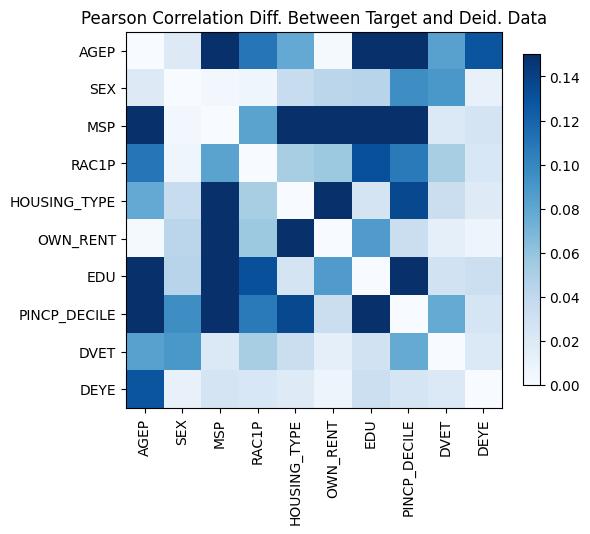 Pearson Correlation Diff. Between Target and Deid. Data
AGEP
SEX
MSP
RAC1P
HOUSING_TYPE
OWN_RENT
EDU
PINCP_DECILE
DVET
DEYE
0.14
0.12
0.10
0.08
0.06
0.04
0.02
0.00
AGEP
SEX
MSP
RAC1P
HOUSING_TYPE
OWN_RENT
EDU
PINCP_DECILE
DVET
DEYE